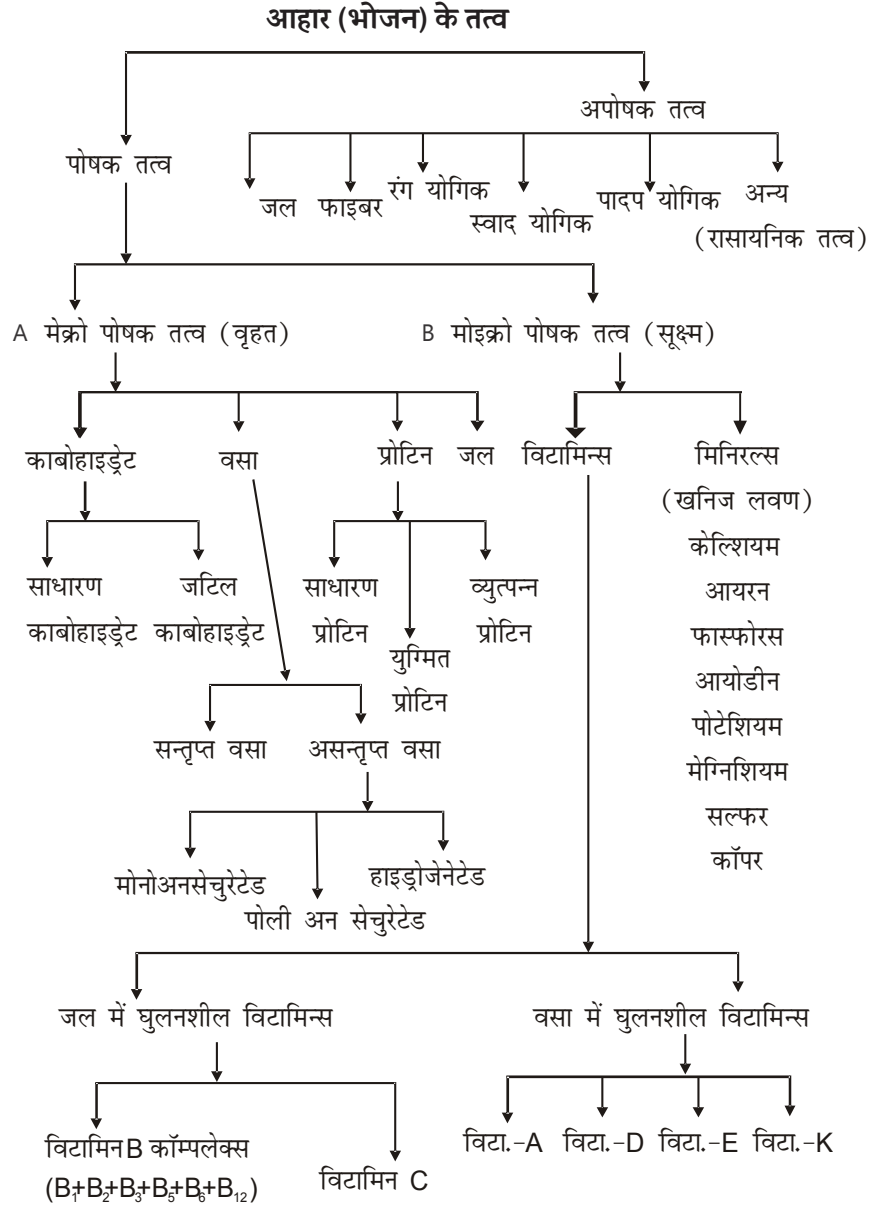 आहार (भोजन) के तत्व
अपोषक तत्व
पोषक तत्व
जल फाइबर रंग योगिक स्वाद योगिक पादप योगिक अन्य
(रासायनिक तत्व)
A मेक्रो पोषक तत्व (वृहत) B मोइक्रो पोषक तत्व (सूक्ष्म)
काबोहाइड्रेट वसा प्रोटिन जल विटामिन्स मिनिरल्स
(खनिज लवण)
केल्शियम
आयरन
फास्फोरस
आयोडीन
पोटेशियम
मेग्निशियम
सल्फर
कॉपर
साधारण जटिल साधारण व्युत्पन्न
काबोहाइड्रेट काबोहाइड्रेट प्रोटिन प्रोटिन
युग्मित
प्रोटिन
सन्तृप्त वसा असन्तृप्त वसा
मोनोअनसेचुरेटेड हाइड्रोजेनेटेड
पोली अन सेचुरेटेड
जल में घुलनशील विटामिन्स वसा में घुलनशील विटामिन्स
विटामिन B कॉम्पलेक्स
(B₁+B₂+B₃+B₅+B₆+B₁₂)
विटामिन C
विटा.-A विटा.-D विटा.-E विटा.-K